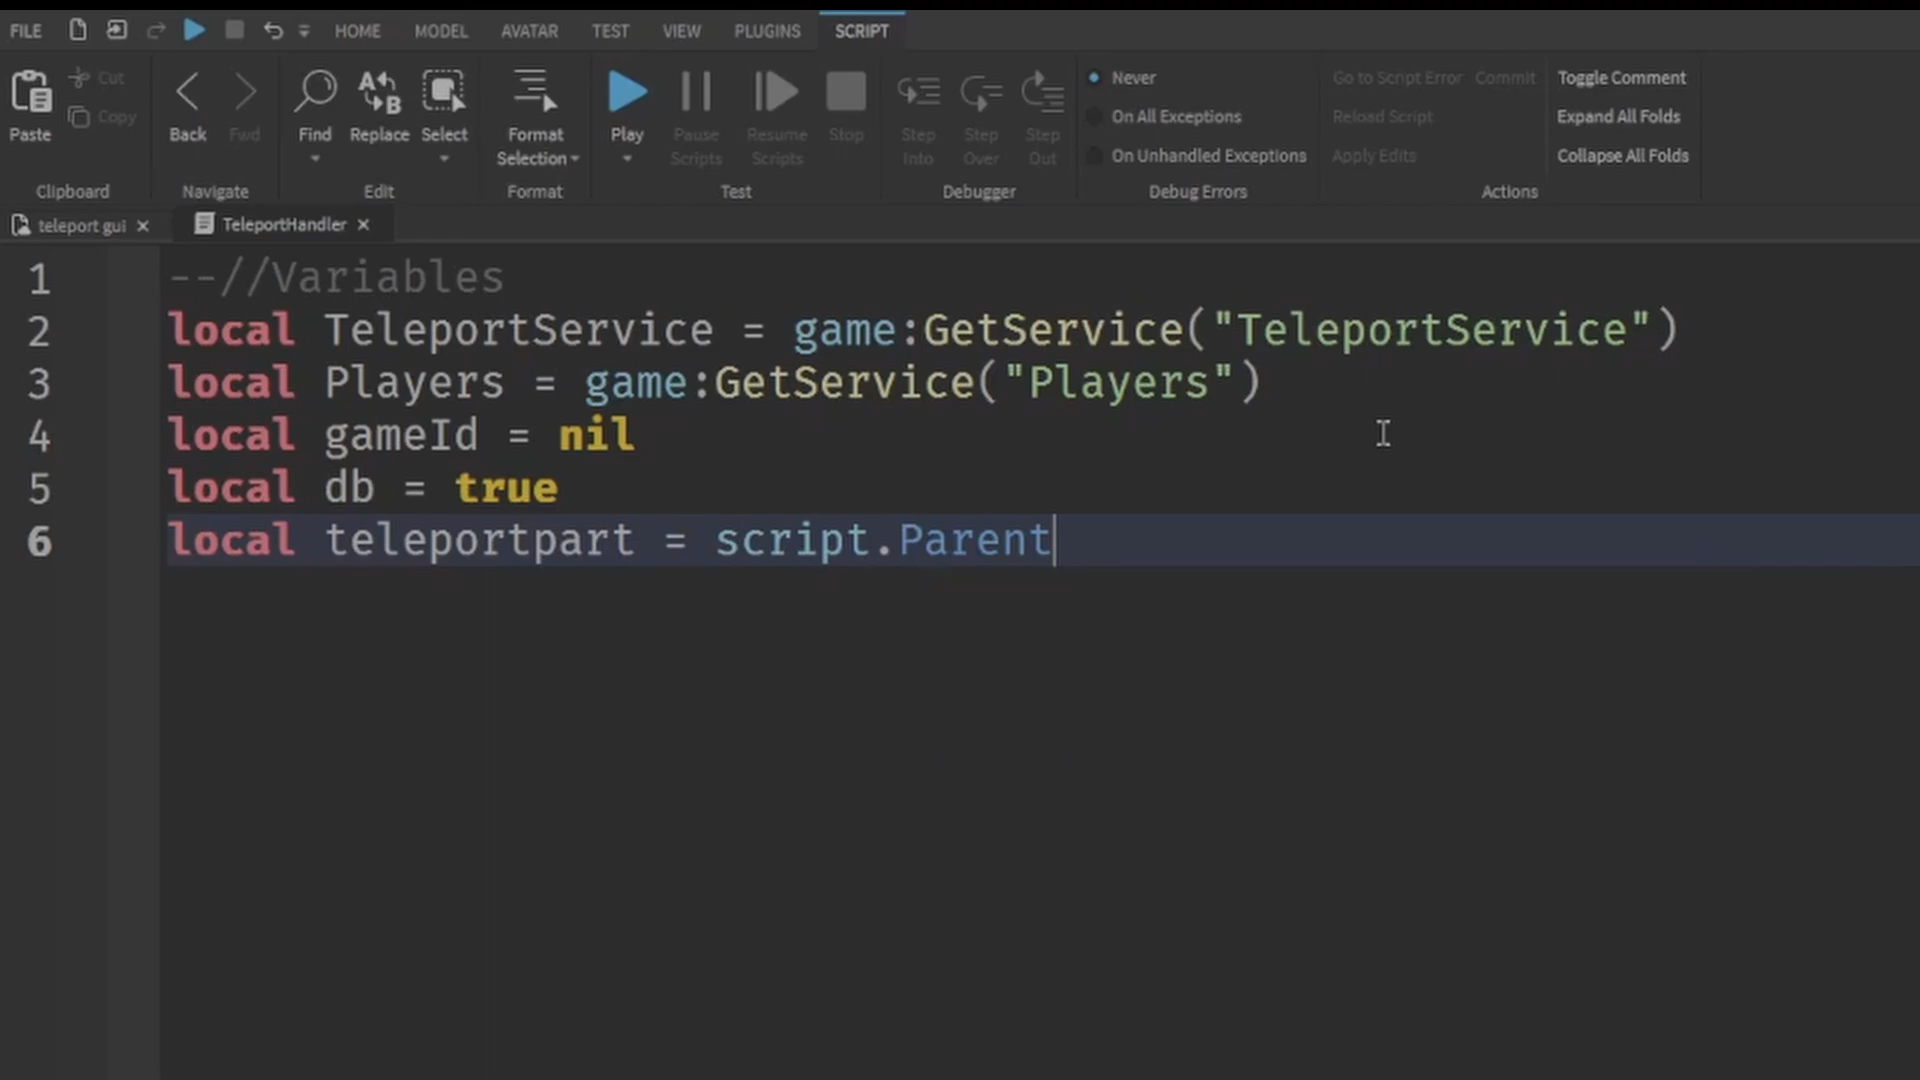 FILE HOME MODEL AVATAR TEST VIEW PLUGINS SCRIPT
Paste Cut Copy
Clipboard
Back Fwd
Navigate
Find Replace Select
Edit
Format Selection
Format
Play Pause Scripts Resume Scripts Stop
Test
Step Into Step Over Step Out
Debugger
Never
On All Exceptions
On Unhandled Exceptions
Debug Errors
Go to Script Error Commit Toggle Comment
Reload Script Expand All Folds
Apply Edits Collapse All Folds
Actions
teleport gui TeleportHandler
1 --//Variables
2 local TeleportService = game:GetService("TeleportService")
3 local Players = game:GetService("Players")
4 local gameId = nil
5 local db = true
6 local teleportpart = script.Parent